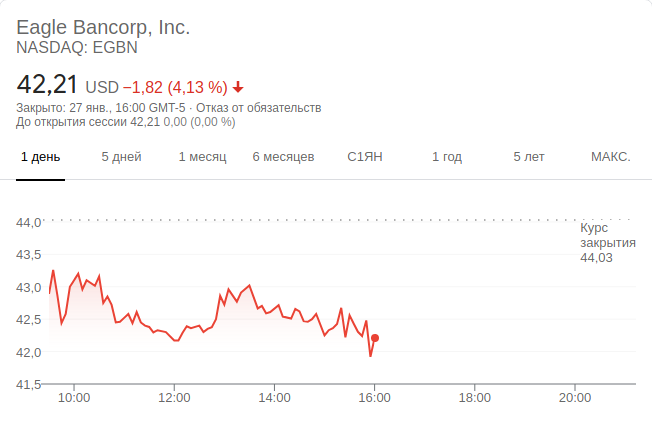 Eagle Bancorp, Inc.
NASDAQ: EGBN
42,21 USD −1,82 (4,13 %)
Закрыто: 27 янв., 16:00 GMT-5 · Отказ от обязательств
До открытия сессии 42,21 0,00 (0,00 %)
1 день 5 дней 1 месяц 6 месяцев С1ЯН 1 год 5 лет МАКС.
44,0
Курс
закрытия
44,03
43,5
43,0
42,5
42,0
41,5
10:00 12:00 14:00 16:00 18:00 20:00